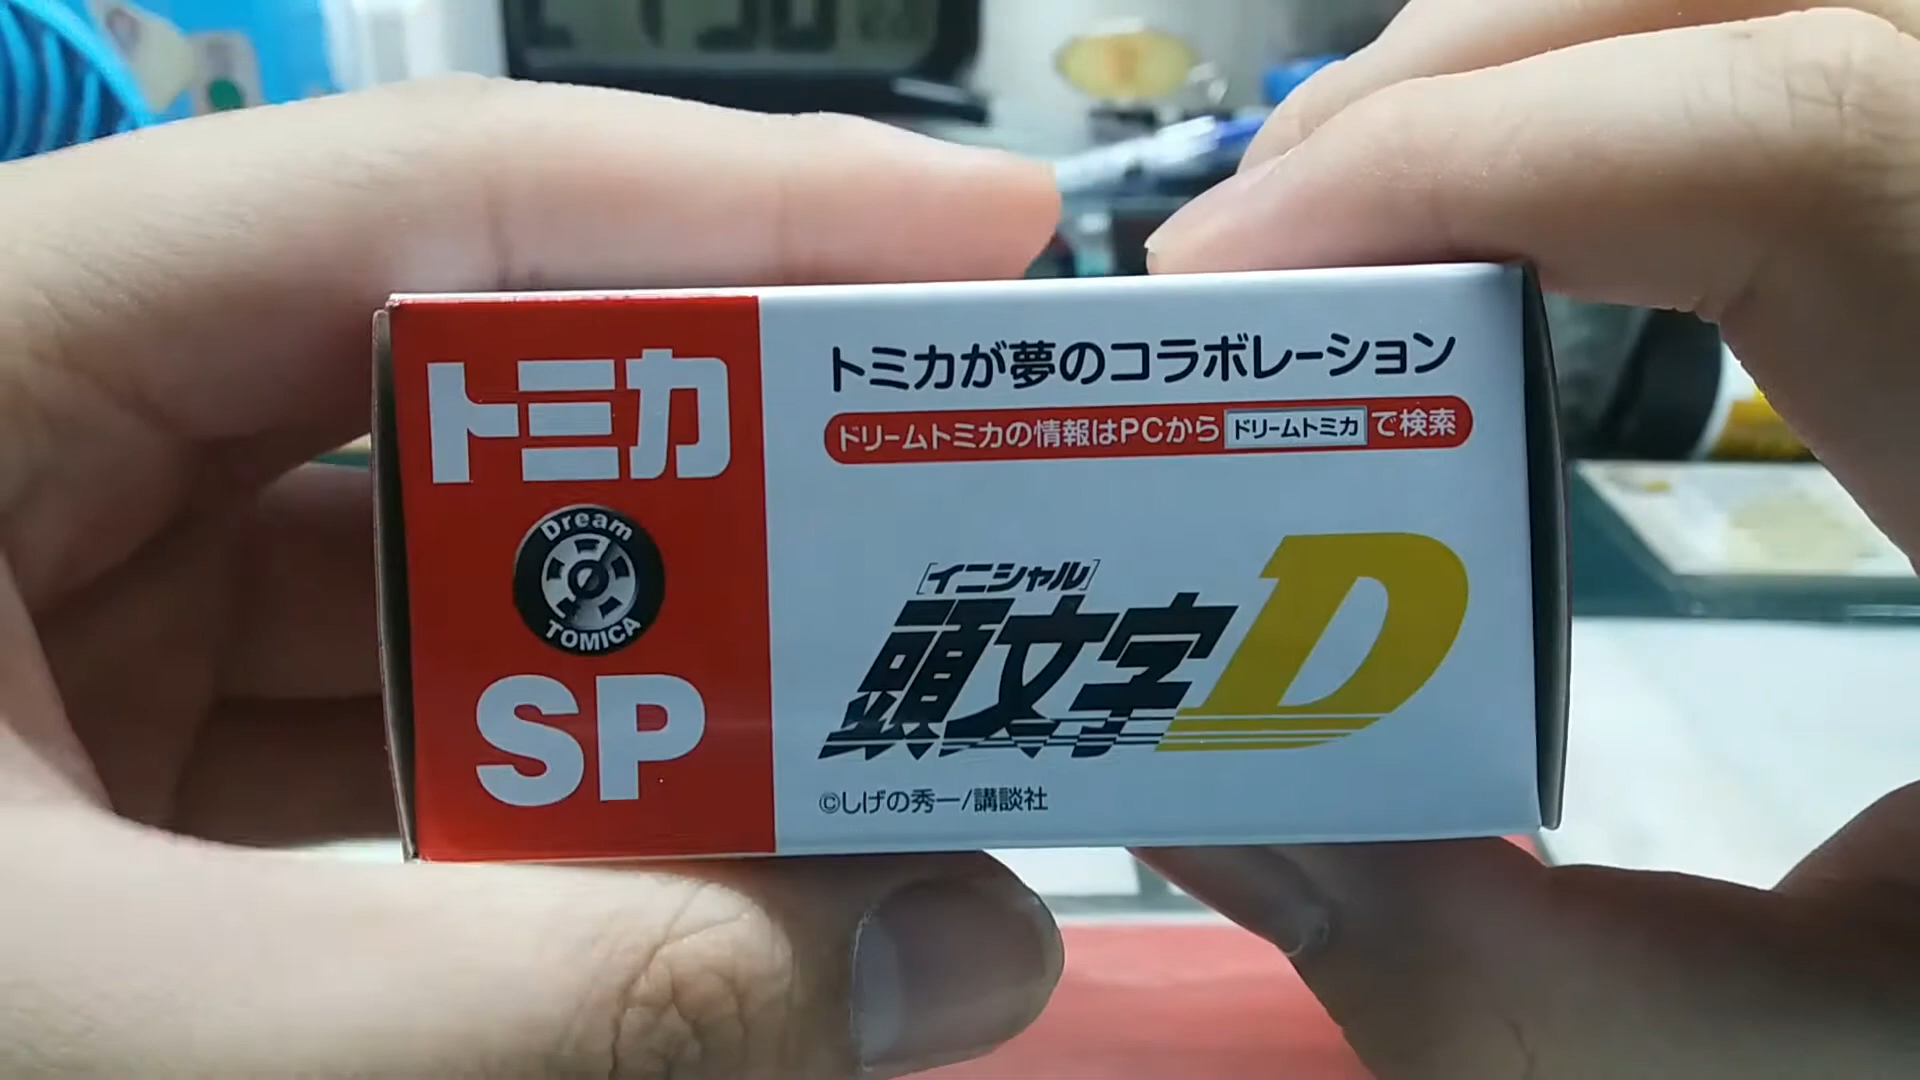 トミカ
Dream
TOMICA
SP
トミカが夢のコラボレーション
ドリームトミカの情報はPCから ドリームトミカ で検索
[イニシャル]
頭文字D
©しげの秀一/講談社